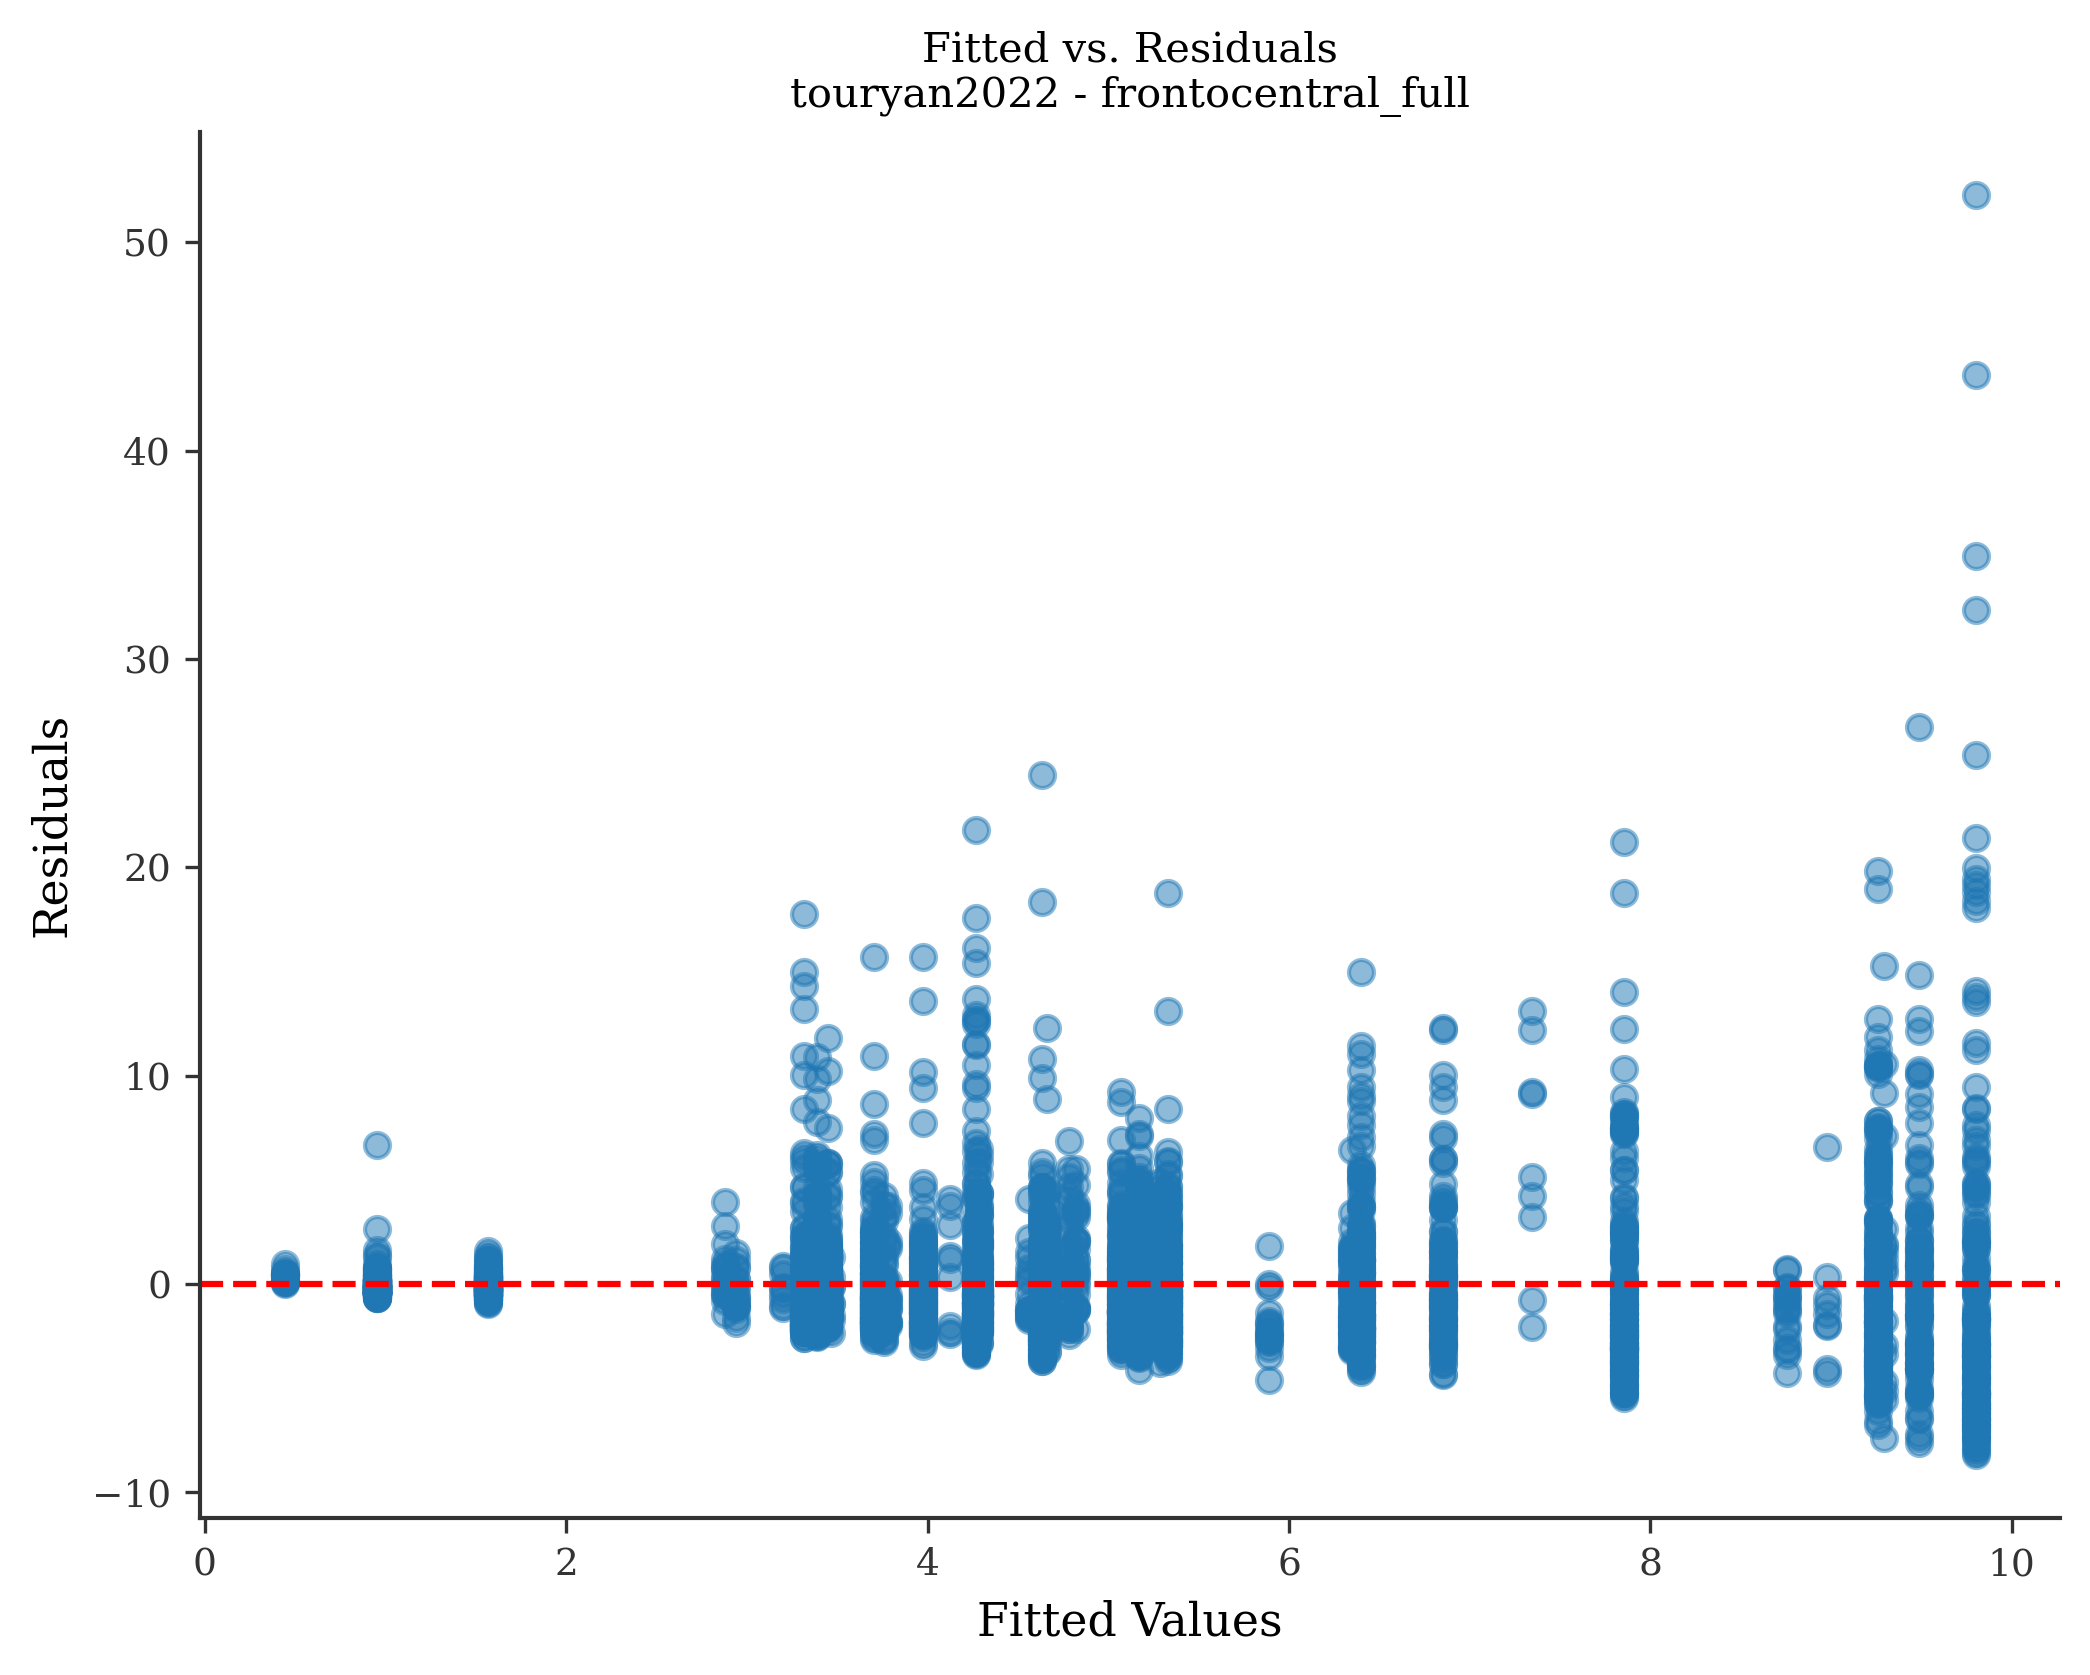 Fitted vs. Residuals
touryan2022 - frontocentral_full
50
40
30
20
10
0
−10
Residuals
0 2 4 6 8 10
Fitted Values